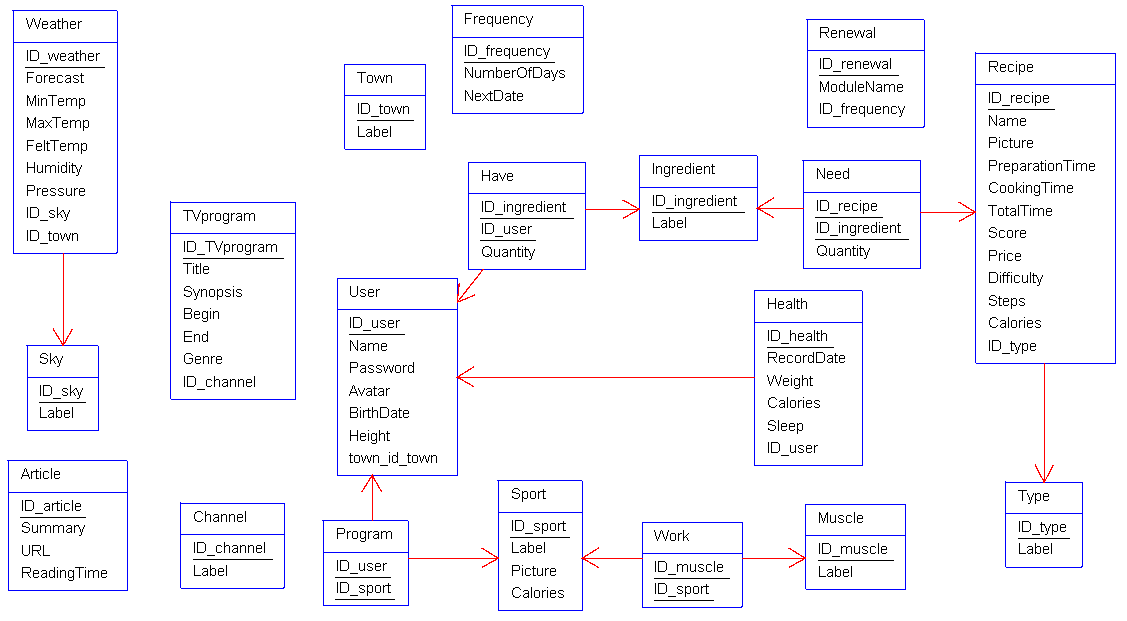 Weather
ID_weather
Forecast
MinTemp
MaxTemp
FeltTemp
Humidity
Pressure
ID_sky
ID_town
Town
ID_town
Label
Frequency
ID_frequency
NumberOfDays
NextDate
Renewal
ID_renewal
ModuleName
ID_frequency
Recipe
ID_recipe
Name
Picture
PreparationTime
CookingTime
TotalTime
Score
Price
Difficulty
Steps
Calories
ID_type
TVprogram
ID_TVprogram
Title
Synopsis
Begin
End
Genre
ID_channel
Have
ID_ingredient
ID_user
Quantity
Ingredient
ID_ingredient
Label
Need
ID_recipe
ID_ingredient
Quantity
User
ID_user
Name
Password
Avatar
BirthDate
Height
town_id_town
Health
ID_health
RecordDate
Weight
Calories
Sleep
ID_user
Sky
ID_sky
Label
Article
ID_article
Summary
URL
ReadingTime
Channel
ID_channel
Label
Program
ID_user
ID_sport
Sport
ID_sport
Label
Picture
Calories
Work
ID_muscle
ID_sport
Muscle
ID_muscle
Label
Type
ID_type
Label